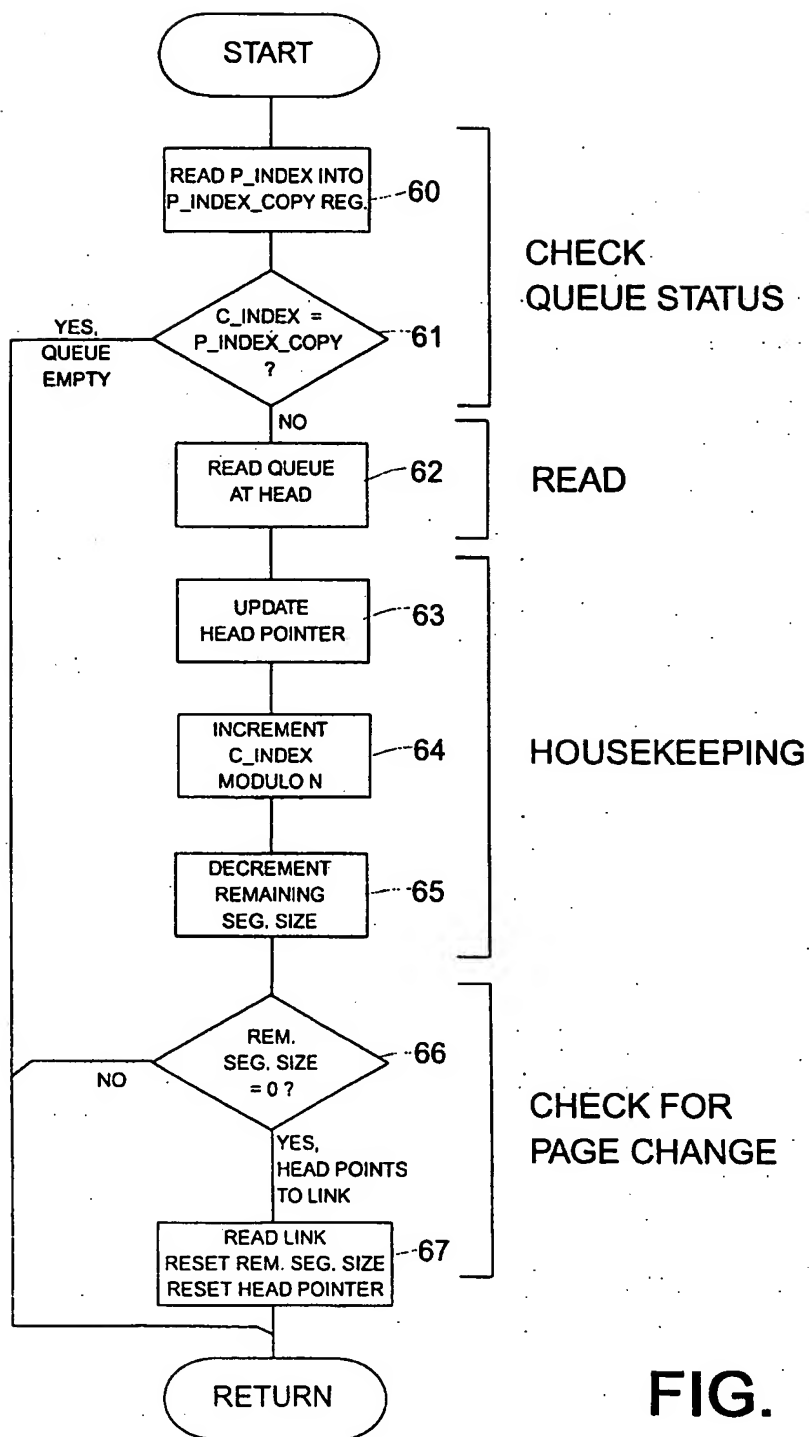 START
READ P_INDEX INTO
P_INDEX_COPY REG.
60
CHECK
QUEUE STATUS
C_INDEX =
P_INDEX_COPY
?
61
YES,
QUEUE
EMPTY
NO
READ QUEUE
AT HEAD
62
READ
UPDATE
HEAD POINTER
63
INCREMENT
C_INDEX
MODULO N
64
HOUSEKEEPING
DECREMENT
REMAINING
SEG. SIZE
65
REM.
SEG. SIZE
= 0 ?
66
NO
CHECK FOR
PAGE CHANGE
YES,
HEAD POINTS
TO LINK
READ LINK
RESET REM. SEG. SIZE
RESET HEAD POINTER
67
RETURN
FIG.